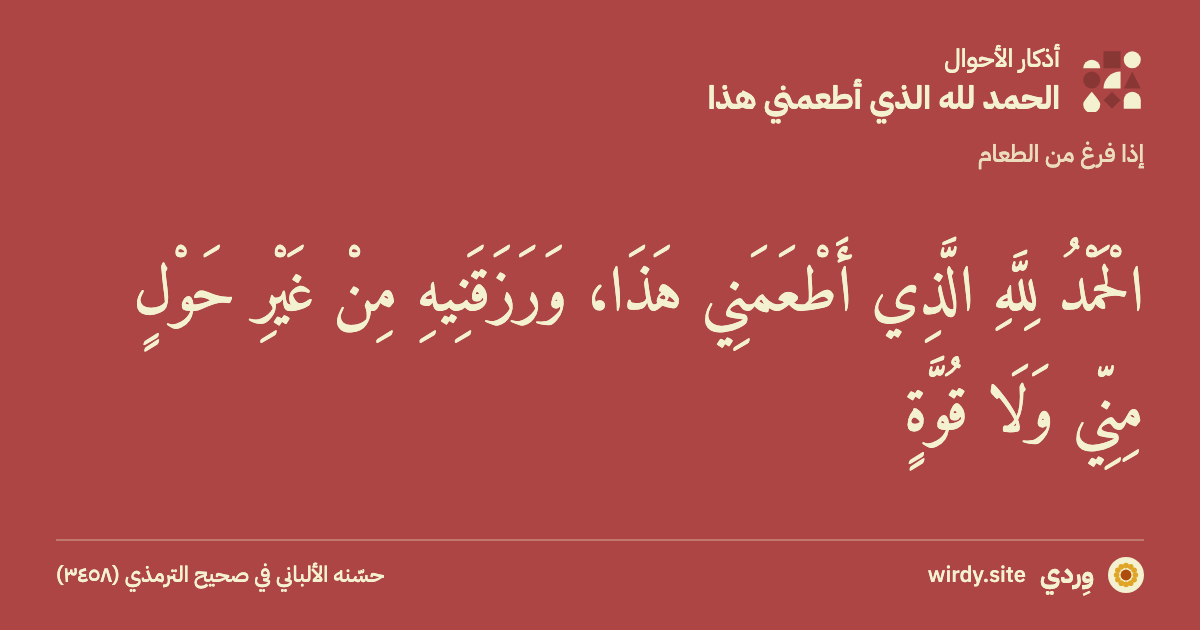 أذكار الأحوال
الحمد لله الذي أطعمني هذا
إذا فرغ من الطعام
الْحَمْدُ لِلَّهِ الَّذِي أَطْعَمَنِي هَذَا، وَرَزَقَنِيهِ مِنْ غَيْرِ حَوْلٍ
مِنِّي وَلَا قُوَّةٍ
وِردي wirdy.site
حسّنه الألباني في صحيح الترمذي (٣٤٥٨)